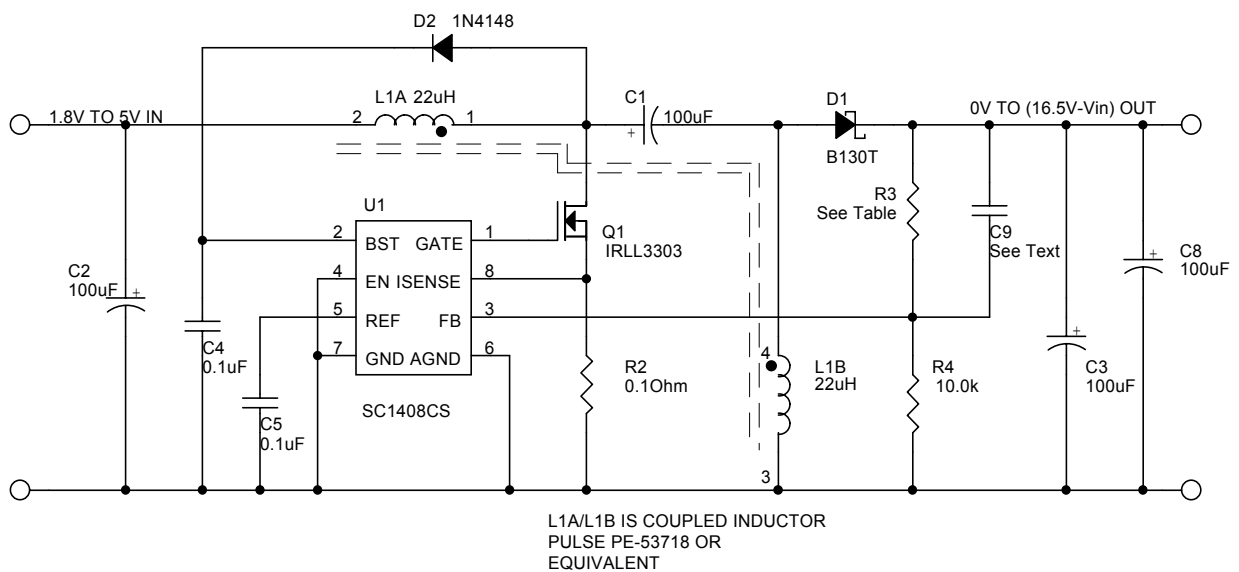 D2 1N4148
L1A 22uH
C1
100uF
+
D1
B130T
1.8V TO 5V IN
2
1
0V TO (16.5V-Vin) OUT
U1
2
BST GATE
1
4
EN ISENSE
8
5
REF FB
3
7
GND AGND
6
SC1408CS
Q1
IRLL3303
R3
See Table
C9
See Text
C8
100uF
+
C2
100uF
+
C4
0.1uF
C5
0.1uF
R2
0.1Ohm
4
L1B
22uH
3
R4
10.0k
C3
100uF
+
L1A/L1B IS COUPLED INDUCTOR
PULSE PE-53718 OR
EQUIVALENT